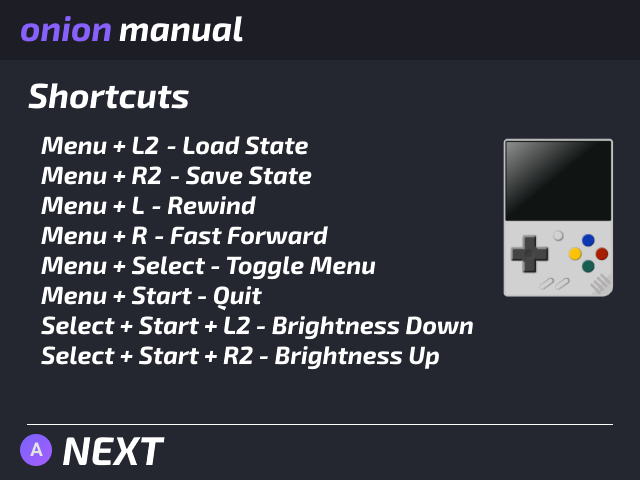 onion manual
Shortcuts
Menu + L2 - Load State
Menu + R2 - Save State
Menu + L - Rewind
Menu + R - Fast Forward
Menu + Select - Toggle Menu
Menu + Start - Quit
Select + Start + L2 - Brightness Down
Select + Start + R2 - Brightness Up
A NEXT